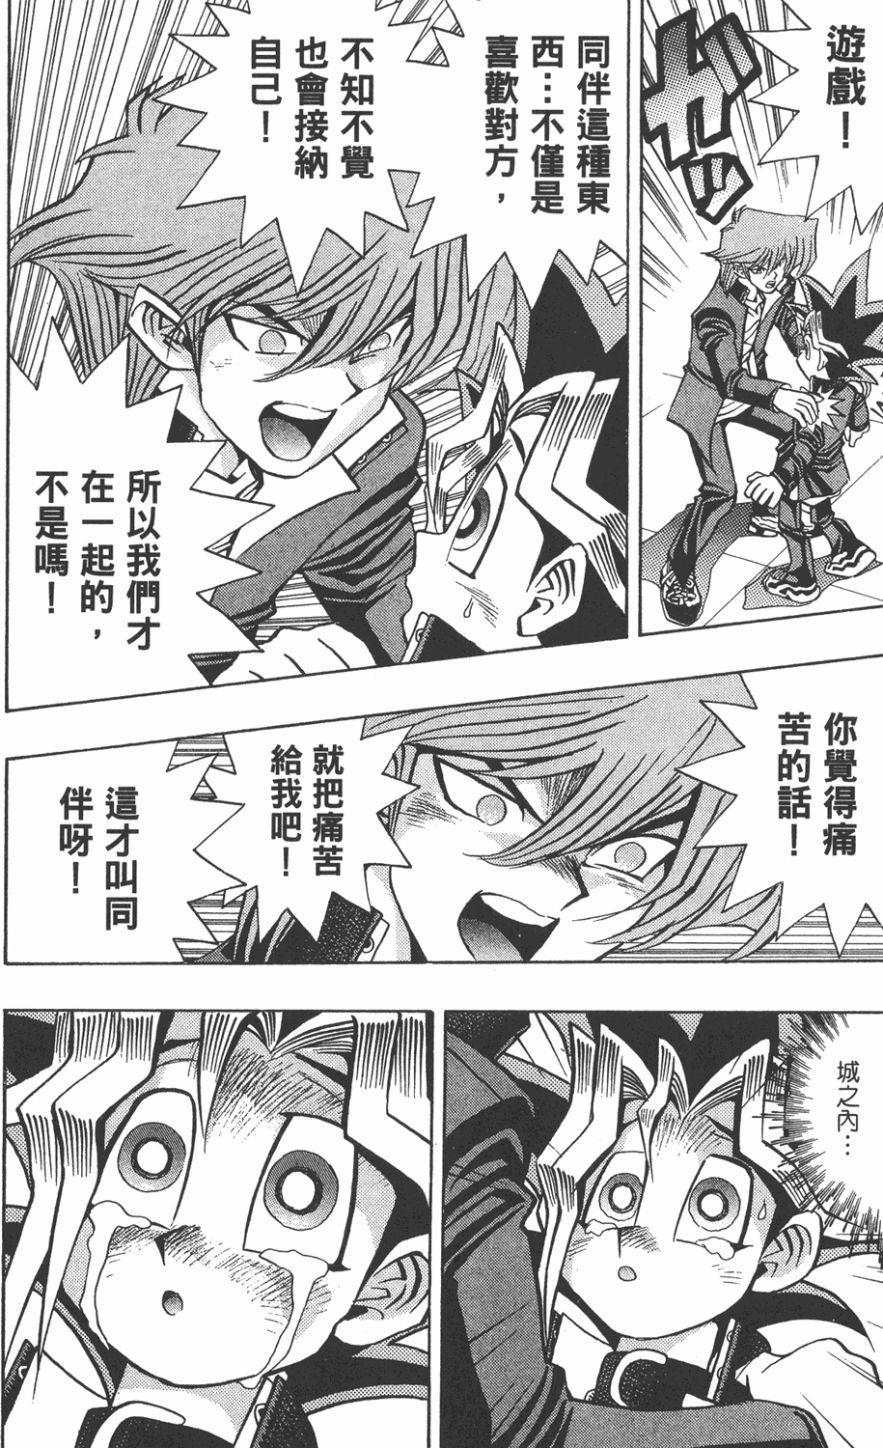 遊戲！
ガッ
同伴這種東
西…不僅是
喜歡對方，
不知不覺
也會接納
自己！
所以我們才
在一起的，
不是嗎！
你覺得痛
苦的話！
就把痛苦
給我吧！
這才叫同
伴呀！
城之內…